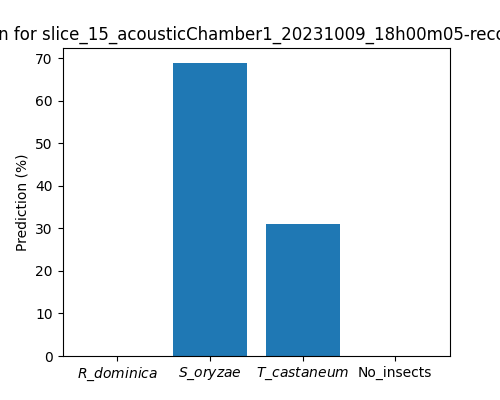 n for slice_15_acousticChamber1_20231009_18h00m05-reco
Prediction (%)
70
60
50
40
30
20
10
0
R_dominica S_oryzae T_castaneum No_insects